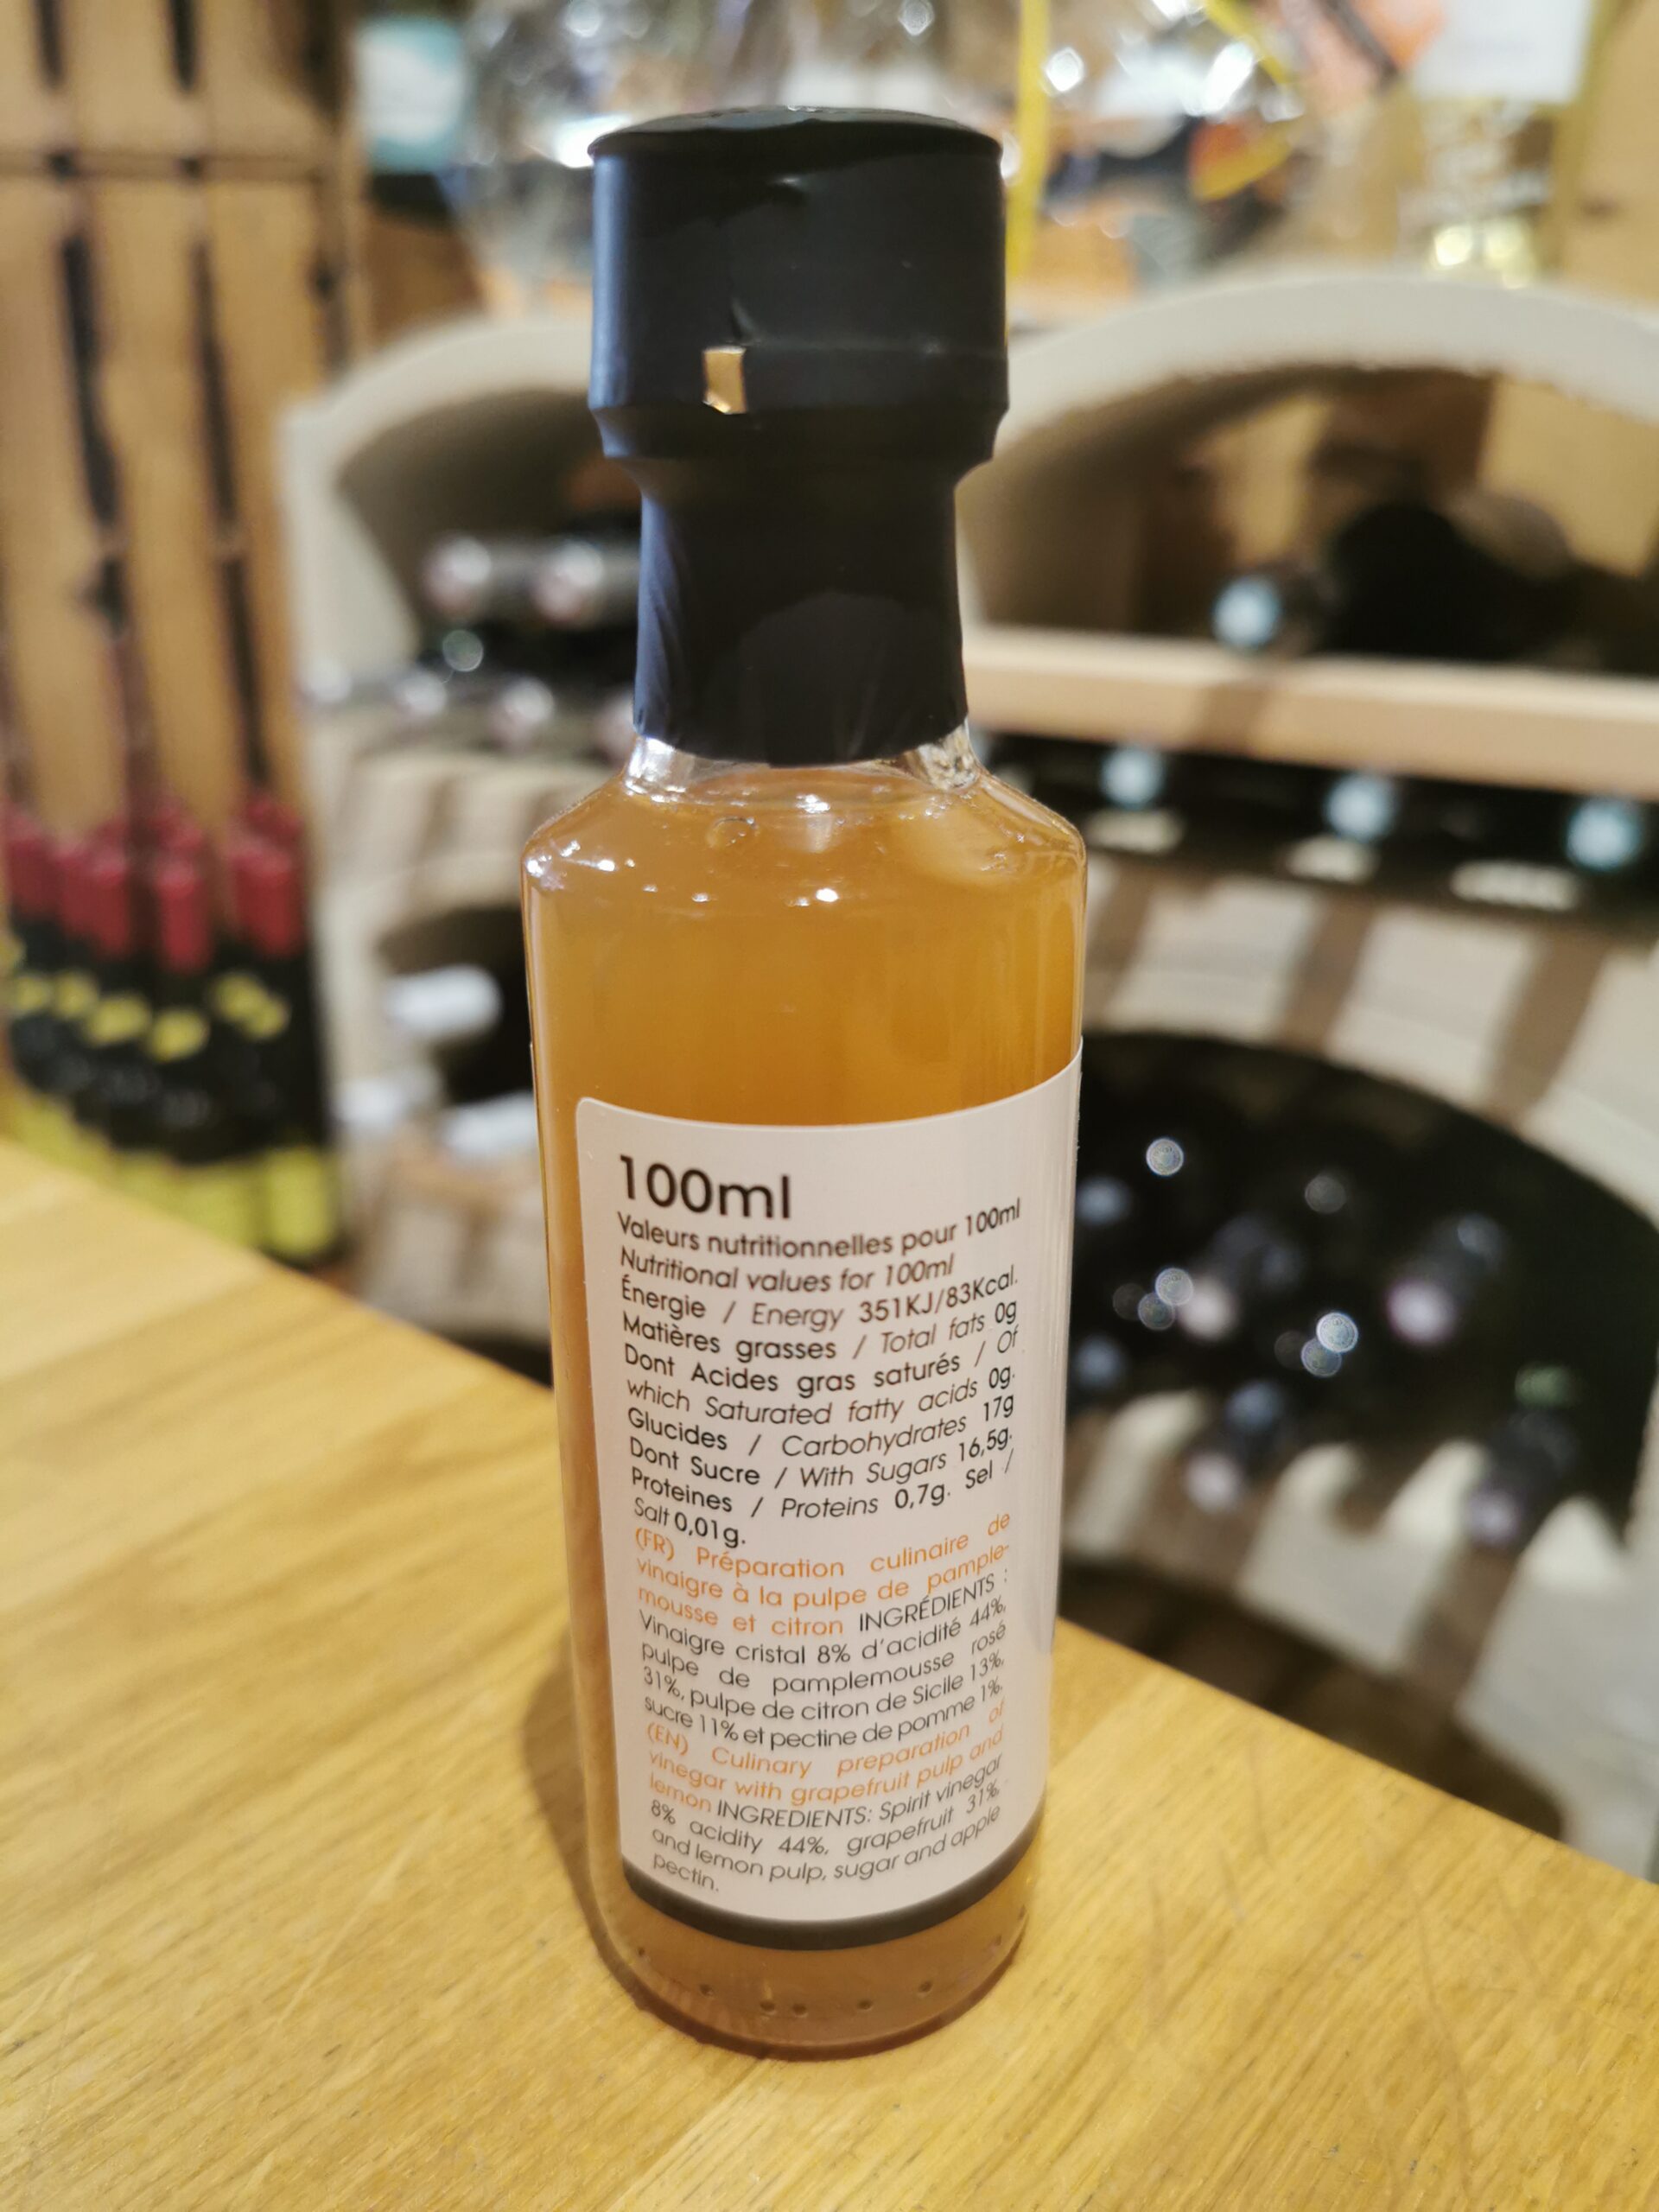 100ml
Valeurs nutritionnelles pour 100ml
Nutritional values for 100ml
Énergie / Energy 351KJ/83Kcal.
Matières grasses / Total fats 0g
Dont Acides gras saturés / Of
which Saturated fatty acids 0g.
Glucides / Carbohydrates 17g
Dont Sucre / With Sugars 16,5g.
Proteines / Proteins 0,7g. Sel /
Salt 0,01g.
(FR) Préparation culinaire de
vinaigre à la pulpe de pample-
mousse et citron INGRÉDIENTS :
Vinaigre cristal 8% d'acidité 44%,
pulpe de pamplemousse rosé
31%, pulpe de citron de Sicile 13%,
sucre 11% et pectine de pomme 1%.
(EN) Culinary preparation of
vinegar with grapefruit pulp and
lemon INGREDIENTS: Spirit vinegar
8% acidity 44%, grapefruit 31%,
and lemon pulp, sugar and apple
pectin.